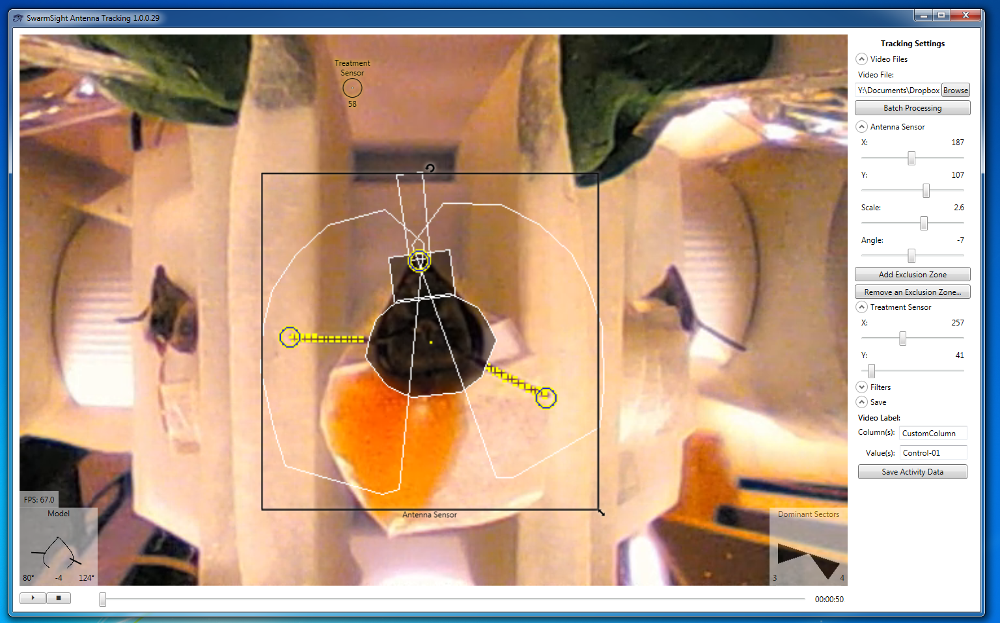 SwarmSight Antenna Tracking 1.0.0.29
Treatment
Sensor
58
Antenna Sensor
FPS: 67.0
Model
80° -4 124°
Dominant Sectors
3 4
00:00:50
Tracking Settings
Video Files
Video File:
Y:\Documents\Dropbox Browse
Batch Processing
Antenna Sensor
X: 187
Y: 107
Scale: 2.6
Angle: -7
Add Exclusion Zone
Remove an Exclusion Zone...
Treatment Sensor
X: 257
Y: 41
Filters
Save
Video Label:
Column(s): CustomColumn
Value(s): Control-01
Save Activity Data